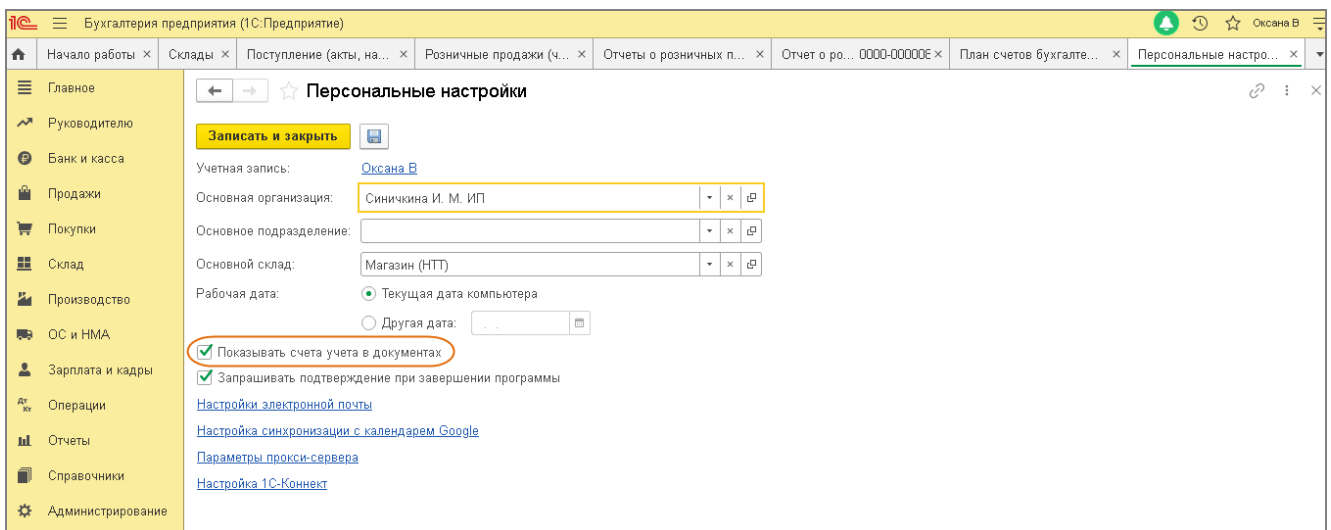 1С Бухгалтерия предприятия (1С:Предприятие) Оксана В
Начало работы × Склады × Поступление (акты, на... × Розничные продажи (ч... × Отчеты о розничных п... × Отчет о ро... 0000-00000E × План счетов бухгалте... × Персональные настро... ×
Главное
Руководителю
Банк и касса
Продажи
Покупки
Склад
Производство
ОС и НМА
Зарплата и кадры
Дт Кт Операции
Отчеты
Справочники
Администрирование
Персональные настройки
Записать и закрыть
Учетная запись: Оксана В
Основная организация: Синичкина И. М. ИП
Основное подразделение:
Основной склад: Магазин (НТТ)
Рабочая дата: Текущая дата компьютера
Другая дата: . .
Показывать счета учета в документах
Запрашивать подтверждение при завершении программы
Настройки электронной почты
Настройка синхронизации с календарем Google
Параметры прокси-сервера
Настройка 1С-Коннект